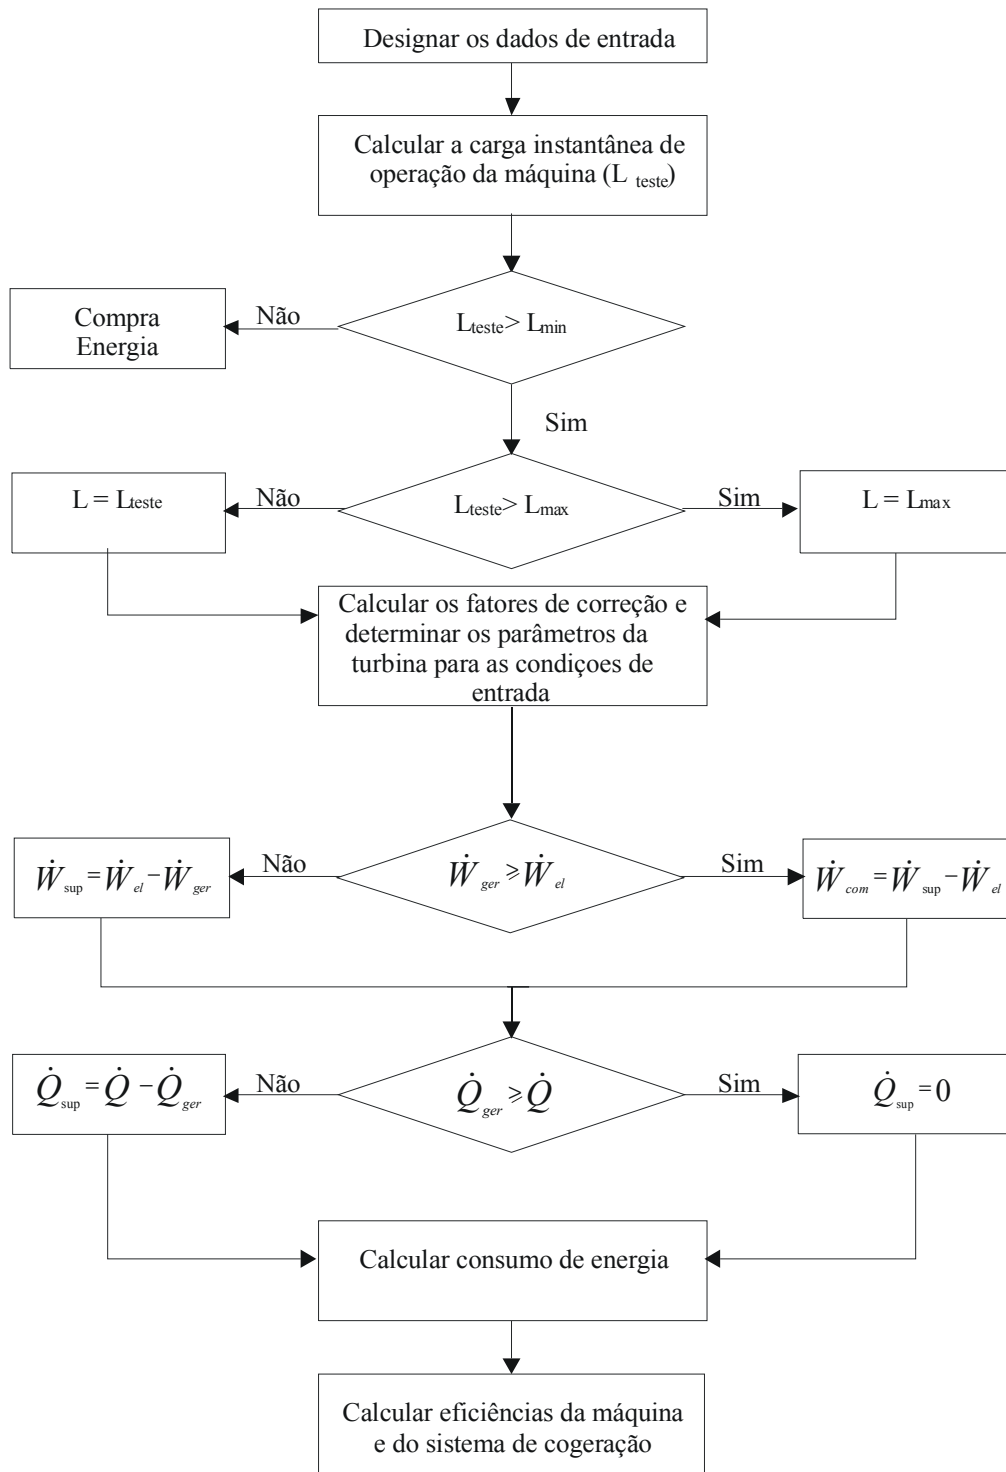 Designar os dados de entrada
Calcular a carga instantânea de
operação da máquina (L teste)
Lteste> Lmin
Não
Compra
Energia
Sim
Lteste> Lmax
Não
L = Lteste
Sim
L = Lmax
Calcular os fatores de correção e
determinar os parâmetros da
turbina para as condiçoes de
entrada
Ẇger ⩾ Ẇel
Não
Ẇsup = Ẇel − Ẇger
Sim
Ẇcom = Ẇsup − Ẇel
Q̇ger ⩾ Q̇
Não
Q̇sup = Q̇ − Q̇ger
Sim
Q̇sup = 0
Calcular consumo de energia
Calcular eficiências da máquina
e do sistema de cogeração